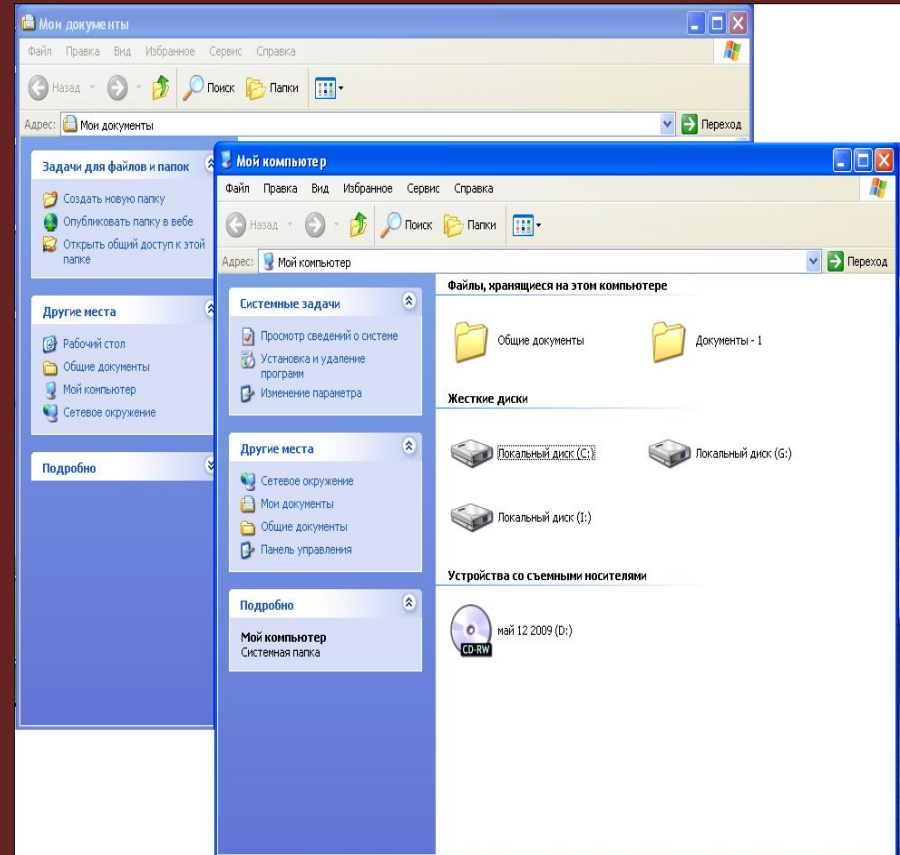 Мои документы
Файл Правка Вид Избранное Сервис Справка
Назад Поиск Папки
Адрес: Мои документы Переход
Задачи для файлов и папок
Создать новую папку
Опубликовать папку в вебе
Открыть общий доступ к этой
папке
Другие места
Рабочий стол
Общие документы
Мой компьютер
Сетевое окружение
Подробно
Мой компьютер
Файл Правка Вид Избранное Сервис Справка
Назад Поиск Папки
Адрес: Мой компьютер Переход
Системные задачи
Просмотр сведений о системе
Установка и удаление
программ
Изменение параметра
Другие места
Сетевое окружение
Мои документы
Общие документы
Панель управления
Подробно
Мой компьютер
Системная папка
Файлы, хранящиеся на этом компьютере
Общие документы Документы - 1
Жесткие диски
Локальный диск (C:) Локальный диск (G:)
Локальный диск (I:)
Устройства со съемными носителями
май 12 2009 (D:)
CD-RW